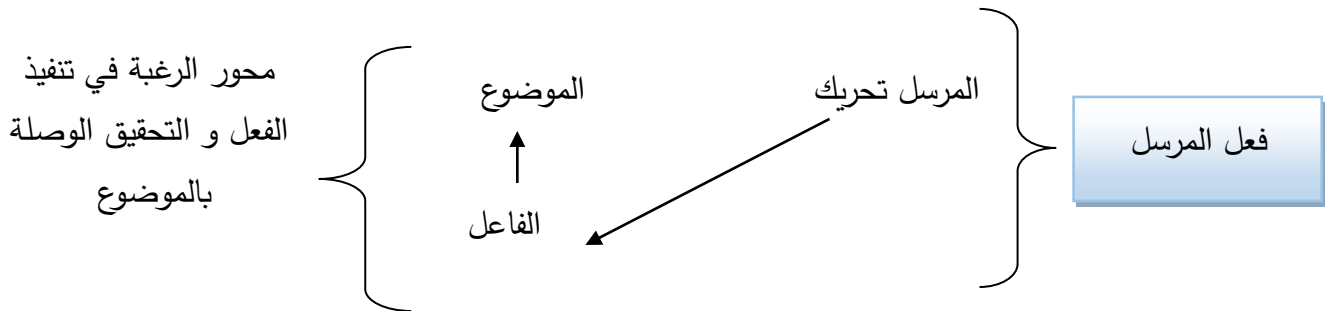 فعل المرسل
المرسل تحريك
الموضوع
الفاعل
محور الرغبة في تنفيذ
الفعل و التحقيق الوصلة
بالموضوع